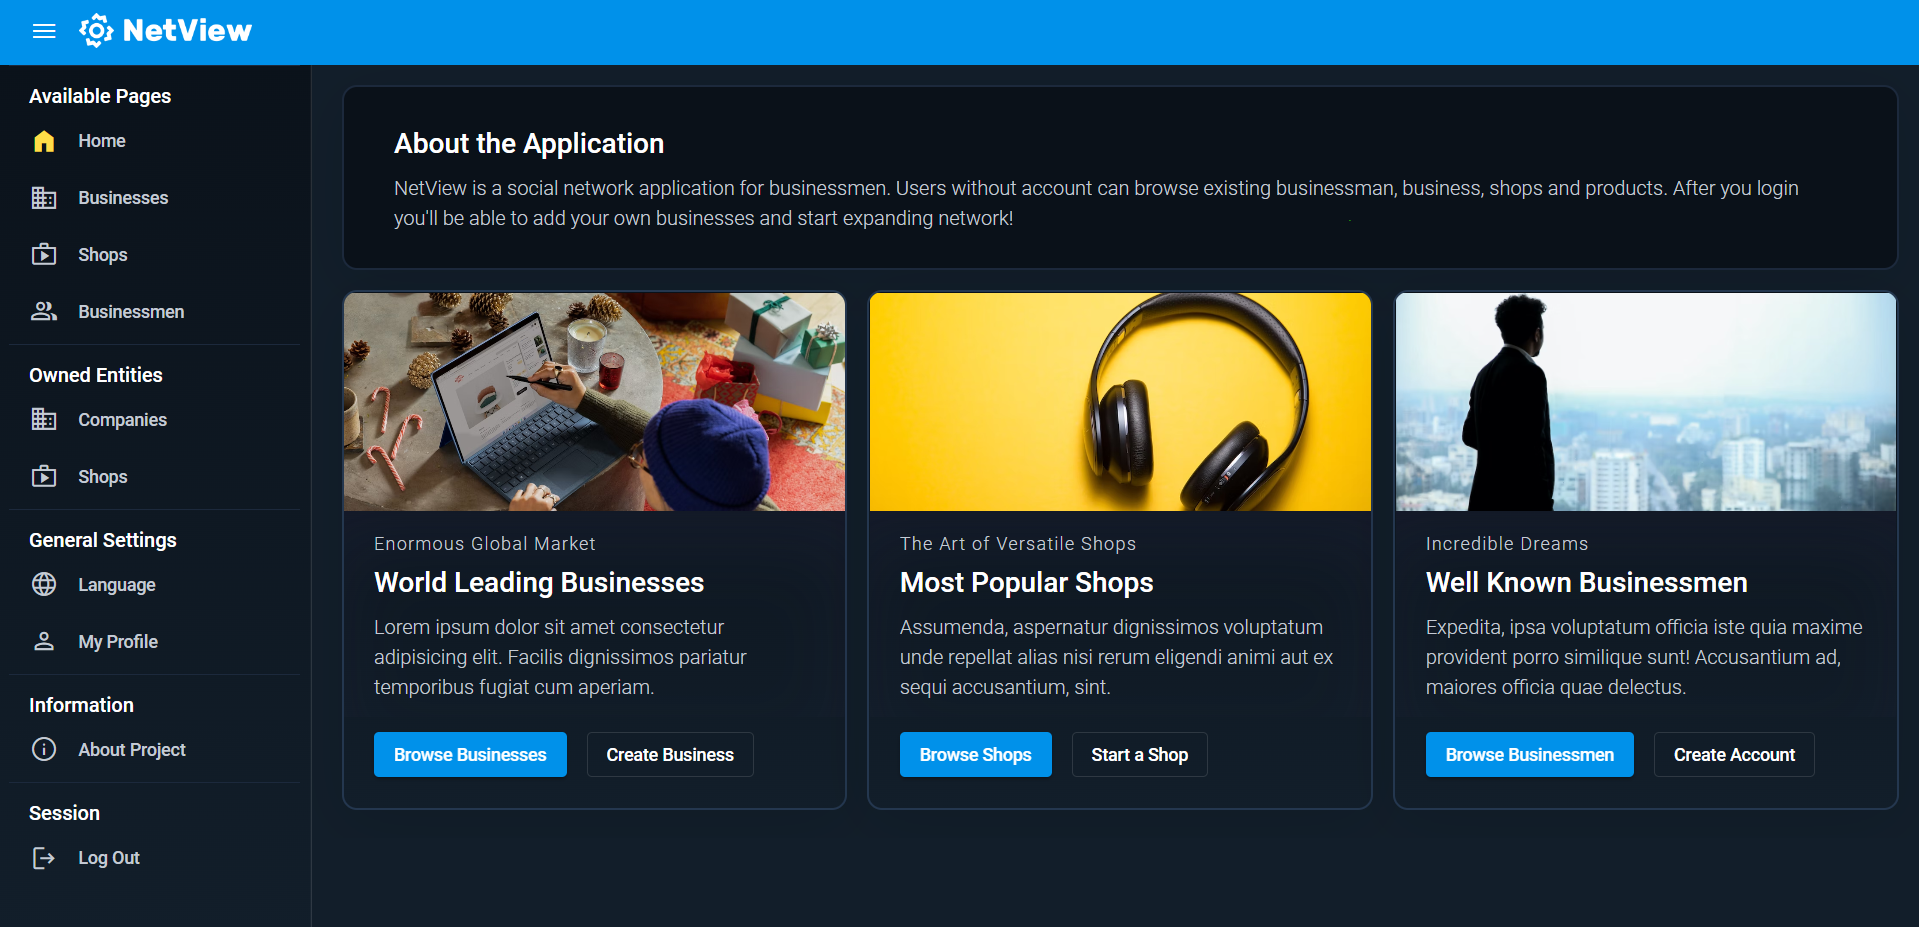 NetView
Available Pages
Home
Businesses
Shops
Businessmen
Owned Entities
Companies
Shops
General Settings
Language
My Profile
Information
About Project
Session
Log Out
About the Application
NetView is a social network application for businessmen. Users without account can browse existing businessman, business, shops and products. After you login
you'll be able to add your own businesses and start expanding network!
Enormous Global Market
World Leading Businesses
Lorem ipsum dolor sit amet consectetur
adipisicing elit. Facilis dignissimos pariatur
temporibus fugiat cum aperiam.
Browse Businesses
Create Business
The Art of Versatile Shops
Most Popular Shops
Assumenda, aspernatur dignissimos voluptatum
unde repellat alias nisi rerum eligendi animi aut ex
sequi accusantium, sint.
Browse Shops
Start a Shop
Incredible Dreams
Well Known Businessmen
Expedita, ipsa voluptatum officia iste quia maxime
provident porro similique sunt! Accusantium ad,
maiores officia quae delectus.
Browse Businessmen
Create Account